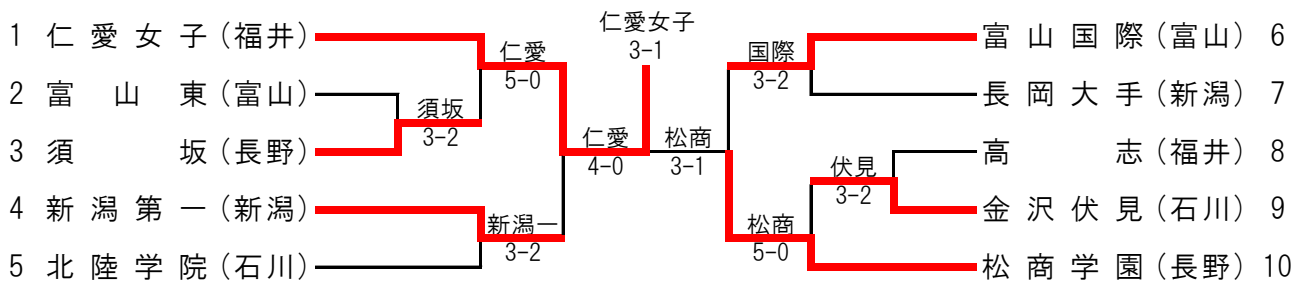 1 仁愛女子(福井)
2 富山東(富山)
3 須坂(長野)
4 新潟第一(新潟)
5 北陸学院(石川)
須坂
3-2
仁愛
5-0
新潟一
3-2
仁愛
4-0
仁愛女子
3-1
松商
3-1
国際
3-2
伏見
3-2
松商
5-0
富山国際(富山) 6
長岡大手(新潟) 7
高志(福井) 8
金沢伏見(石川) 9
松商学園(長野) 10